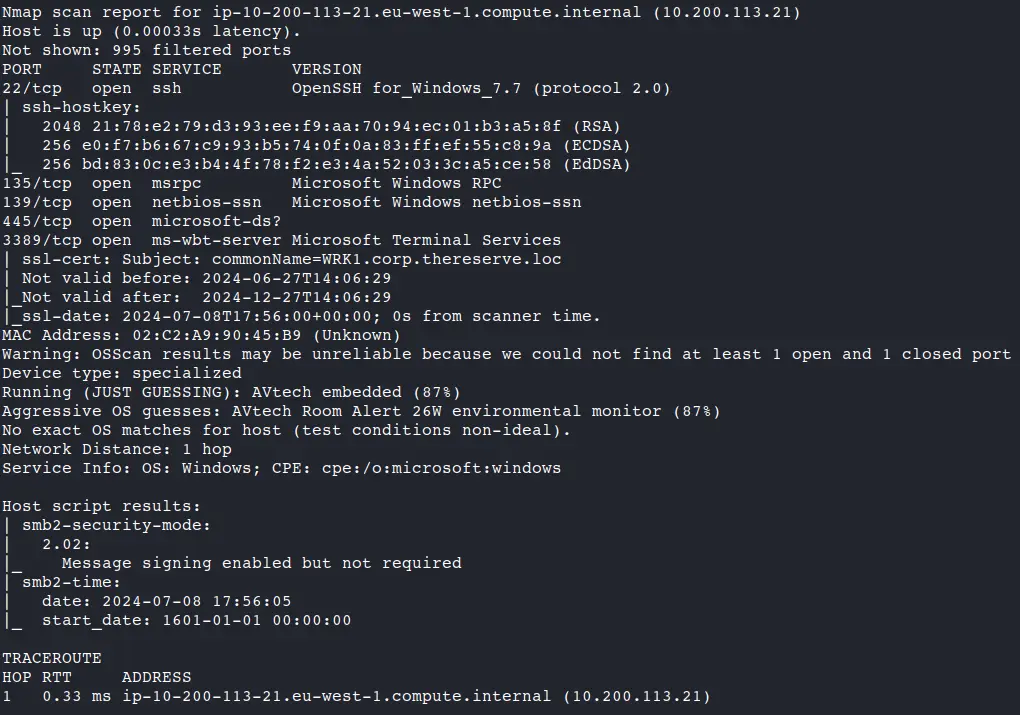 Nmap scan report for ip-10-200-113-21.eu-west-1.compute.internal (10.200.113.21)
Host is up (0.00033s latency).
Not shown: 995 filtered ports
PORT     STATE SERVICE       VERSION
22/tcp   open  ssh           OpenSSH for_Windows_7.7 (protocol 2.0)
| ssh-hostkey:
|   2048 21:78:e2:79:d3:93:ee:f9:aa:70:94:ec:01:b3:a5:8f (RSA)
|   256 e0:f7:b6:67:c9:93:b5:74:0f:0a:83:ff:ef:55:c8:9a (ECDSA)
|_  256 bd:83:0c:e3:b4:4f:78:f2:e3:4a:52:03:3c:a5:ce:58 (EdDSA)
135/tcp  open  msrpc         Microsoft Windows RPC
139/tcp  open  netbios-ssn   Microsoft Windows netbios-ssn
445/tcp  open  microsoft-ds?
3389/tcp open  ms-wbt-server Microsoft Terminal Services
| ssl-cert: Subject: commonName=WRK1.corp.thereserve.loc
| Not valid before: 2024-06-27T14:06:29
|_Not valid after:  2024-12-27T14:06:29
|_ssl-date: 2024-07-08T17:56:00+00:00; 0s from scanner time.
MAC Address: 02:C2:A9:90:45:B9 (Unknown)
Warning: OSScan results may be unreliable because we could not find at least 1 open and 1 closed port
Device type: specialized
Running (JUST GUESSING): AVtech embedded (87%)
Aggressive OS guesses: AVtech Room Alert 26W environmental monitor (87%)
No exact OS matches for host (test conditions non-ideal).
Network Distance: 1 hop
Service Info: OS: Windows; CPE: cpe:/o:microsoft:windows

Host script results:
| smb2-security-mode:
|   2.02:
|_    Message signing enabled but not required
| smb2-time:
|   date: 2024-07-08 17:56:05
|_  start_date: 1601-01-01 00:00:00

TRACEROUTE
HOP RTT     ADDRESS
1   0.33 ms ip-10-200-113-21.eu-west-1.compute.internal (10.200.113.21)